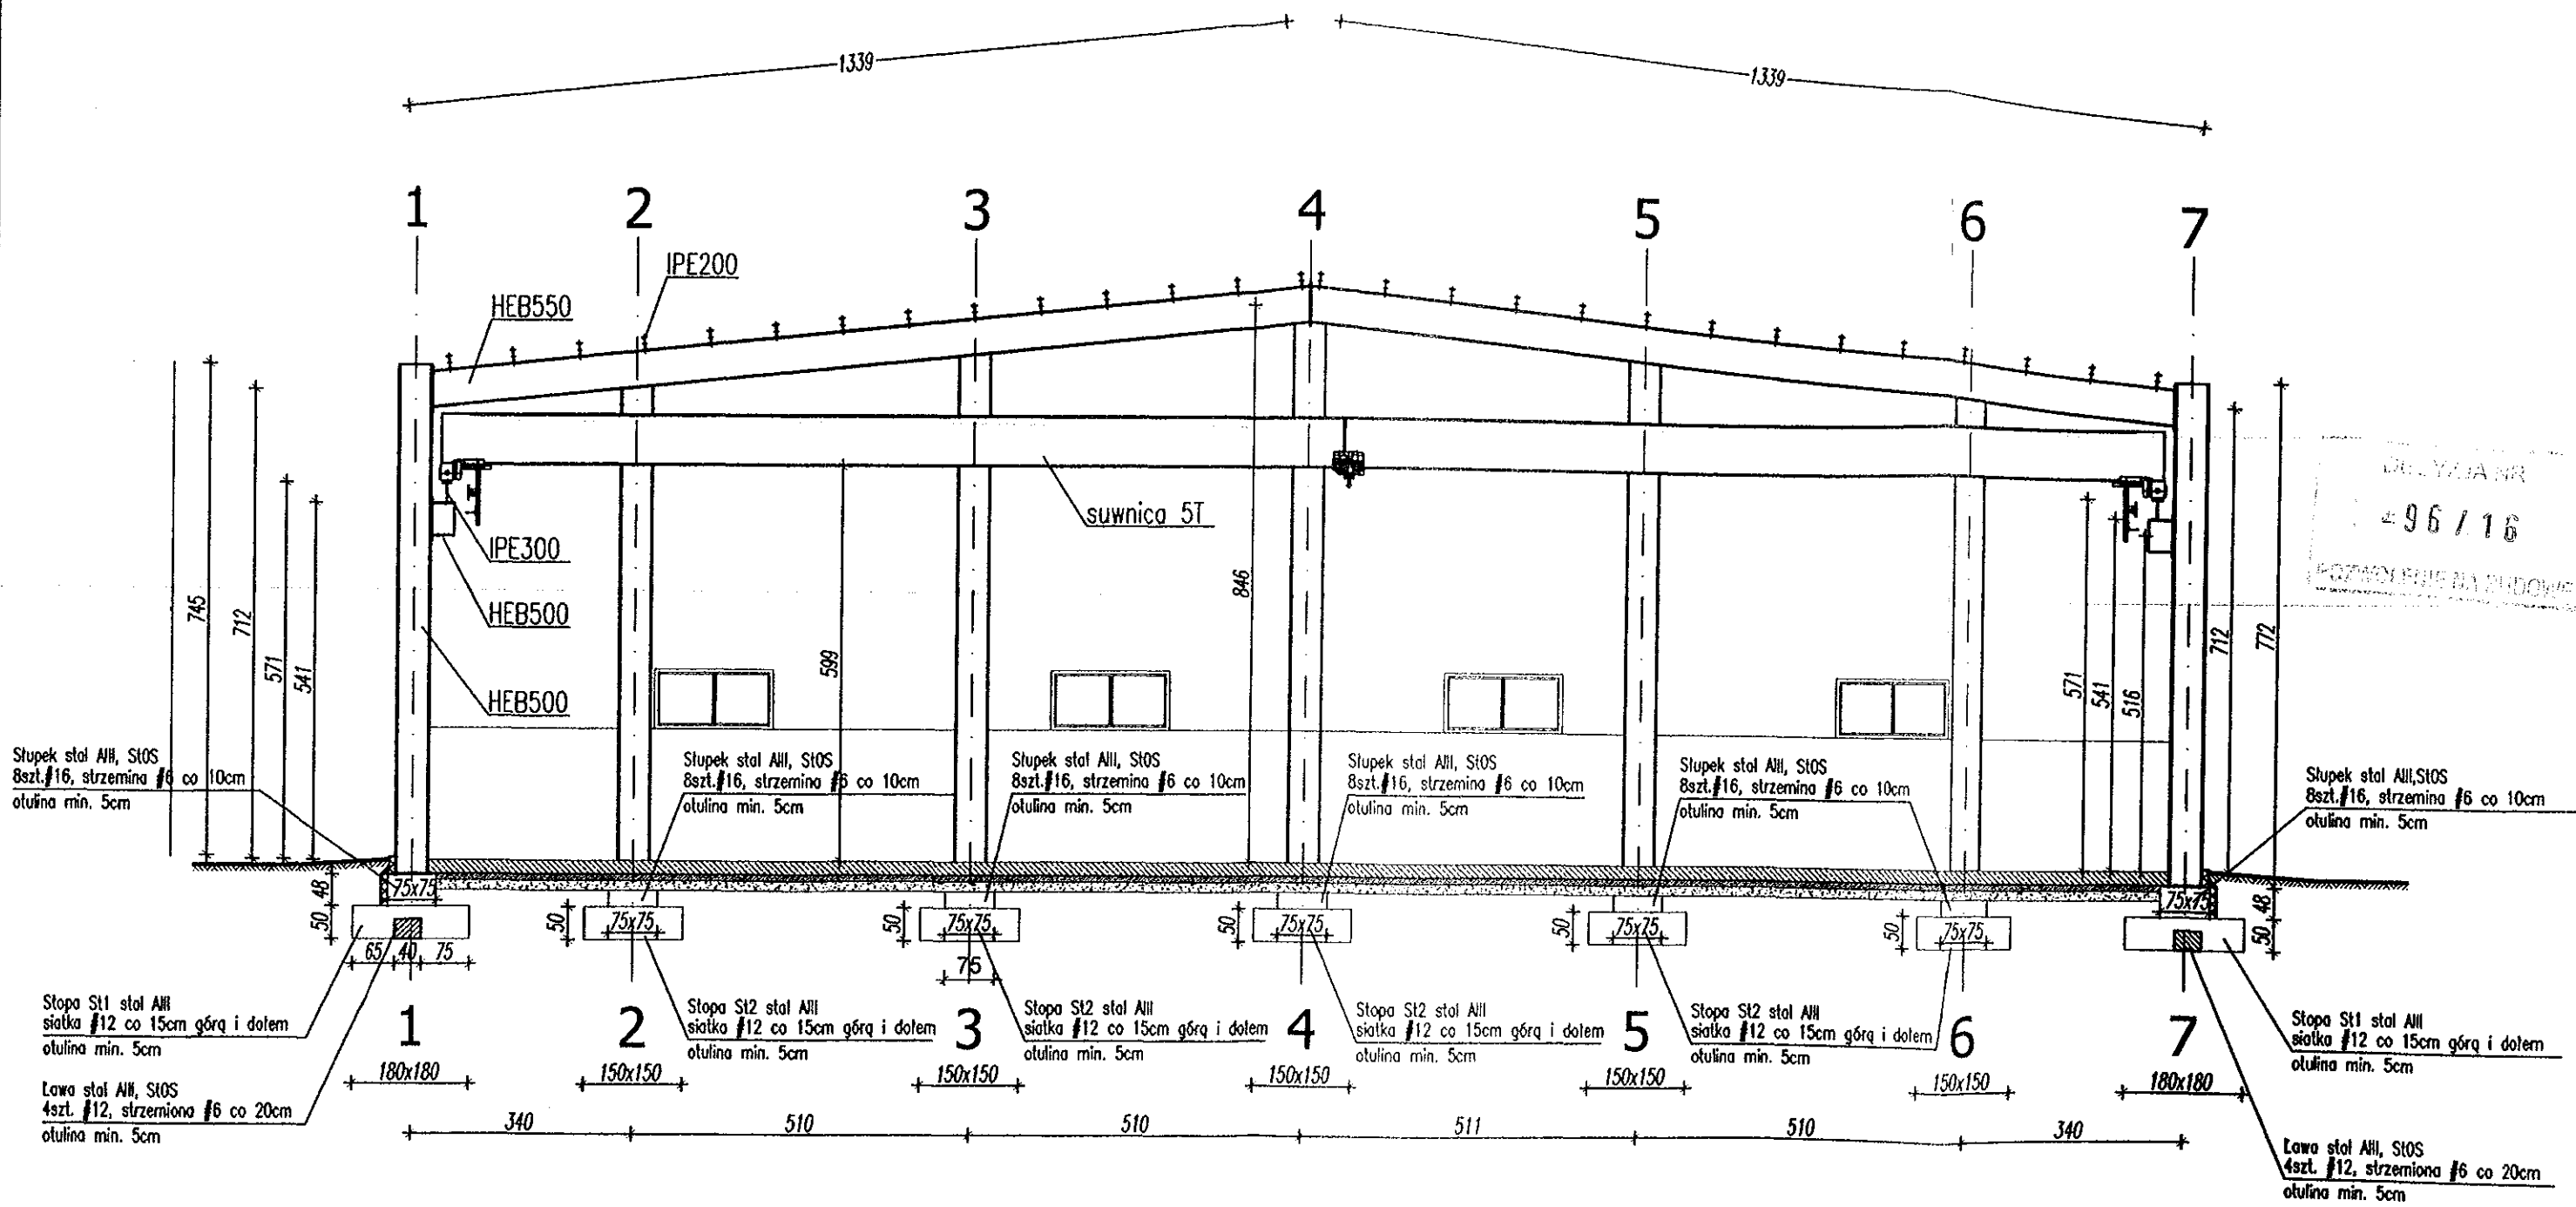 1339
1339
1
2
3
4
5
6
7
IPE200
HEB550
suwnica 5T
IPE300
HEB500
HEB500
745
712
571
541
599
846
571
541
516
712
772
96 / 16
Słupek stal AIII, St0S
8szt.#16, strzemina #6 co 10cm
otulina min. 5cm
Słupek stal AIII, St0S
8szt.#16, strzemina #6 co 10cm
otulina min. 5cm
Słupek stal AIII, St0S
8szt.#16, strzemina #6 co 10cm
otulina min. 5cm
Słupek stal AIII, St0S
8szt.#16, strzemina #6 co 10cm
otulina min. 5cm
Słupek stal AIII, St0S
8szt.#16, strzemina #6 co 10cm
otulina min. 5cm
Słupek stal AIII,St0S
8szt.#16, strzemina #6 co 10cm
otulina min. 5cm
48
75x75
50
65 40 75
50
75x75
50
75x75
75
50
75x75
50
75x75
50
75x75
75x75
48
50
Stopa St1 stal AIII
siatka #12 co 15cm górą i dołem
otulina min. 5cm
Stopa St2 stal AIII
siatka #12 co 15cm górą i dołem
otulina min. 5cm
Stopa St2 stal AIII
siatka #12 co 15cm górą i dołem
otulina min. 5cm
Stopa St2 stal AIII
siatka #12 co 15cm górą i dołem
otulina min. 5cm
Stopa St2 stal AIII
siatka #12 co 15cm górą i dołem
otulina min. 5cm
Stopa St1 stal AIII
siatka #12 co 15cm górą i dołem
otulina min. 5cm
1
2
3
4
5
6
7
180x180
150x150
150x150
150x150
150x150
150x150
180x180
Ława stal AIII, St0S
4szt. #12, strzemiona #6 co 20cm
otulina min. 5cm
340
510
510
511
510
340
Ława stal AIII, St0S
4szt. #12, strzemiona #6 co 20cm
otulina min. 5cm